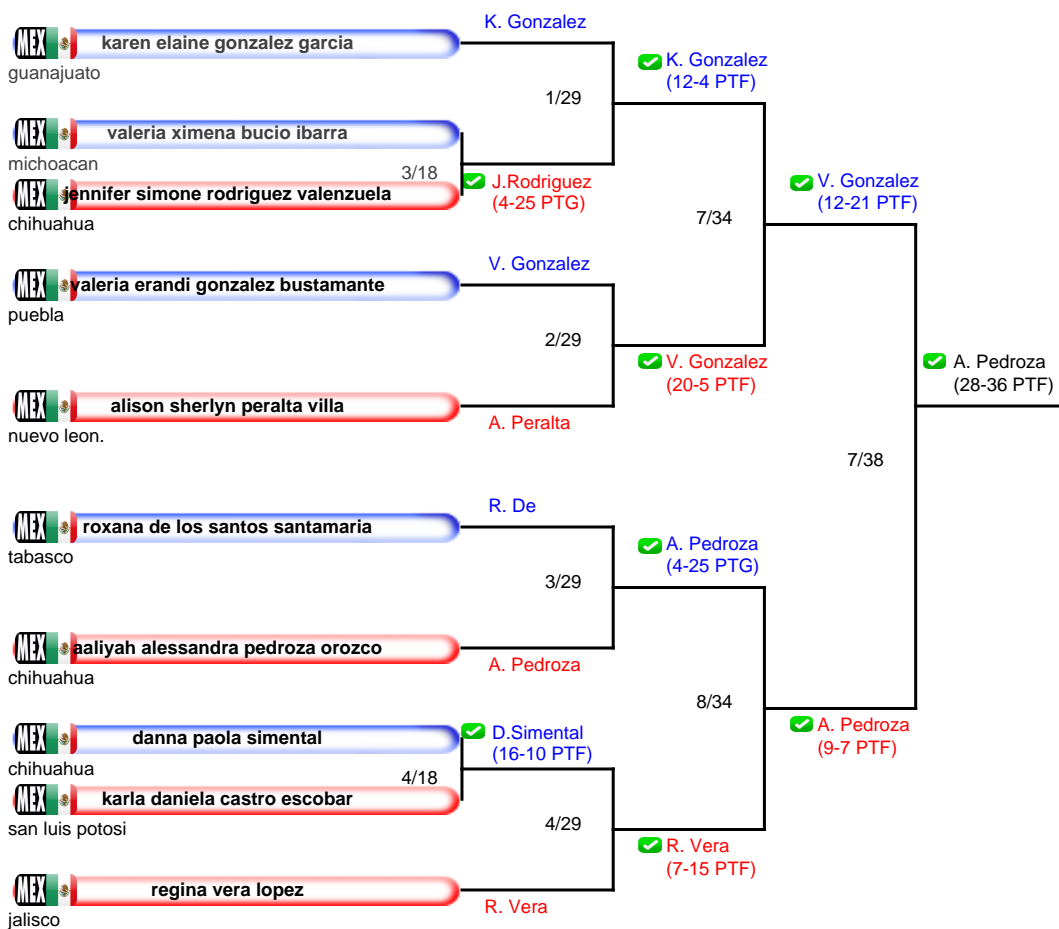 K. Gonzalez
MEX karen elaine gonzalez garcia
guanajuato
K. Gonzalez
(12-4 PTF)
1/29
MEX valeria ximena bucio ibarra
michoacan
3/18
J.Rodriguez
(4-25 PTG)
MEX jennifer simone rodriguez valenzuela
chihuahua
V. Gonzalez
(12-21 PTF)
7/34
V. Gonzalez
MEX valeria erandi gonzalez bustamante
puebla
2/29
V. Gonzalez
(20-5 PTF)
A. Pedroza
(28-36 PTF)
MEX alison sherlyn peralta villa
A. Peralta
nuevo leon.
7/38
R. De
MEX roxana de los santos santamaria
tabasco
A. Pedroza
(4-25 PTG)
3/29
MEX aaliyah alessandra pedroza orozco
A. Pedroza
chihuahua
8/34
D.Simental
(16-10 PTF)
MEX danna paola simental
chihuahua
A. Pedroza
(9-7 PTF)
4/18
MEX karla daniela castro escobar
san luis potosi
4/29
R. Vera
(7-15 PTF)
MEX regina vera lopez
R. Vera
jalisco